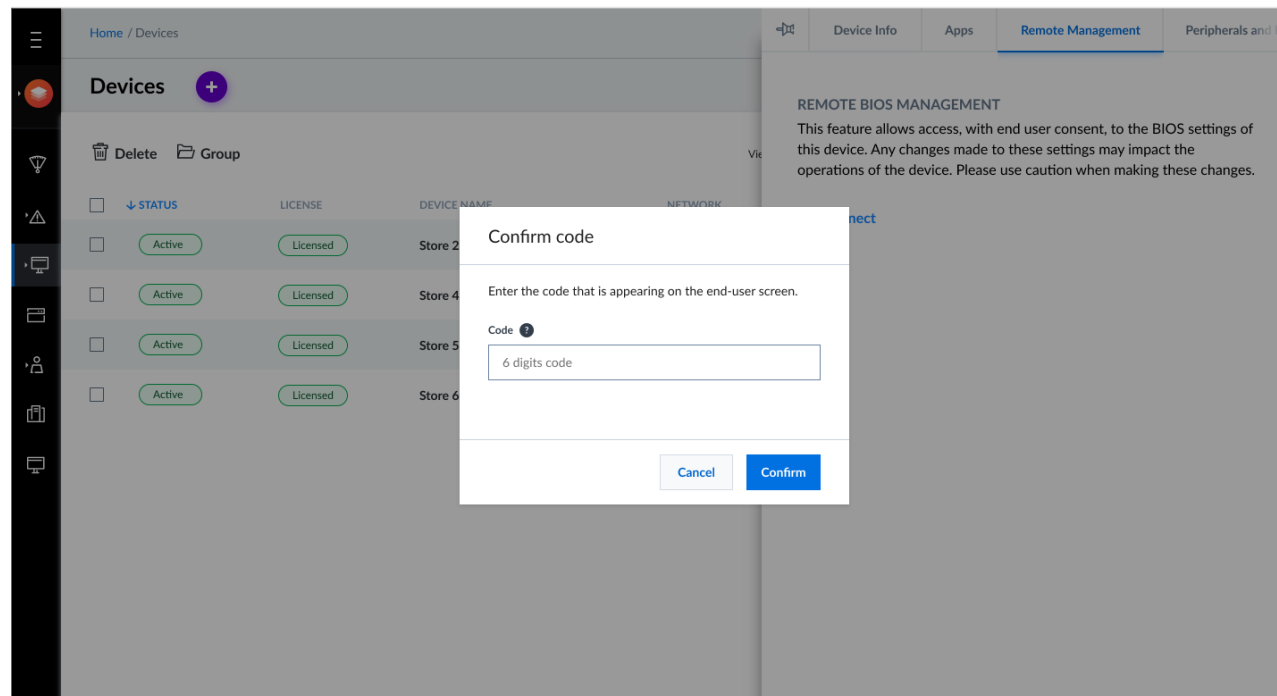 Home / Devices
Device Info
Apps
Remote Management
Peripherals and
Devices
REMOTE BIOS MANAGEMENT
This feature allows access, with end user consent, to the BIOS settings of
this device. Any changes made to these settings may impact the
operations of the device. Please use caution when making these changes.
nect
Delete
Group
Vie
STATUS
LICENSE
DEVICE NAME
NETWORK
Active
Licensed
Store 2
Active
Licensed
Store 4
Active
Licensed
Store 5
Active
Licensed
Store 6
Confirm code
Enter the code that is appearing on the end-user screen.
Code ?
6 digits code
Cancel
Confirm